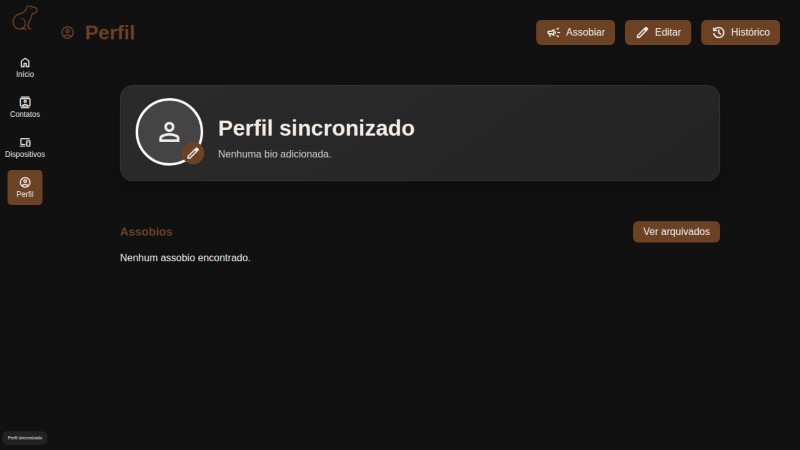 Perfil
Assobiar
Editar
Histórico
Início
Contatos
Dispositivos
Perfil
Perfil sincronizado
Nenhuma bio adicionada.
Assobios
Ver arquivados
Nenhum assobio encontrado.
Perfil sincronizado